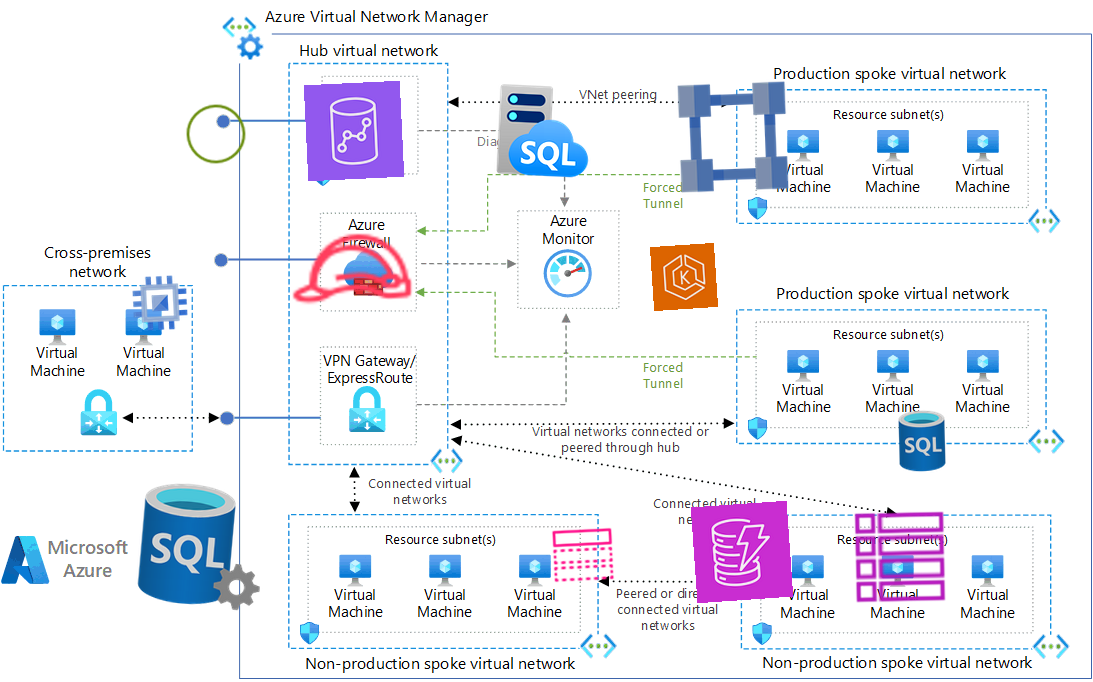 Azure Virtual Network Manager
Hub virtual network
VNet peering
Production spoke virtual network
Resource subnet(s)
Virtual
Machine
Virtual
Machine
Virtual
Machine
SQL
Forced
Tunnel
Azure
Firewall
Azure
Monitor
Cross-premises
network
Virtual
Machine
Virtual
Machine
K
Production spoke virtual network
Resource subnet(s)
Virtual
Machine
Virtual
Machine
Virtual
Machine
SQL
VPN Gateway/
ExpressRoute
Forced
Tunnel
Virtual networks connected or
peered through hub
Connected virtual
networks
Connected virtual
Microsoft
Azure
SQL
Resource subnet(s)
Virtual
Machine
Virtual
Machine
Virtual
Machine
Non-production spoke virtual network
Peered or
connected virtual
networks
Resource subnet(s)
Virtual
Machine
Virtual
Machine
Virtual
Machine
Non-production spoke virtual network